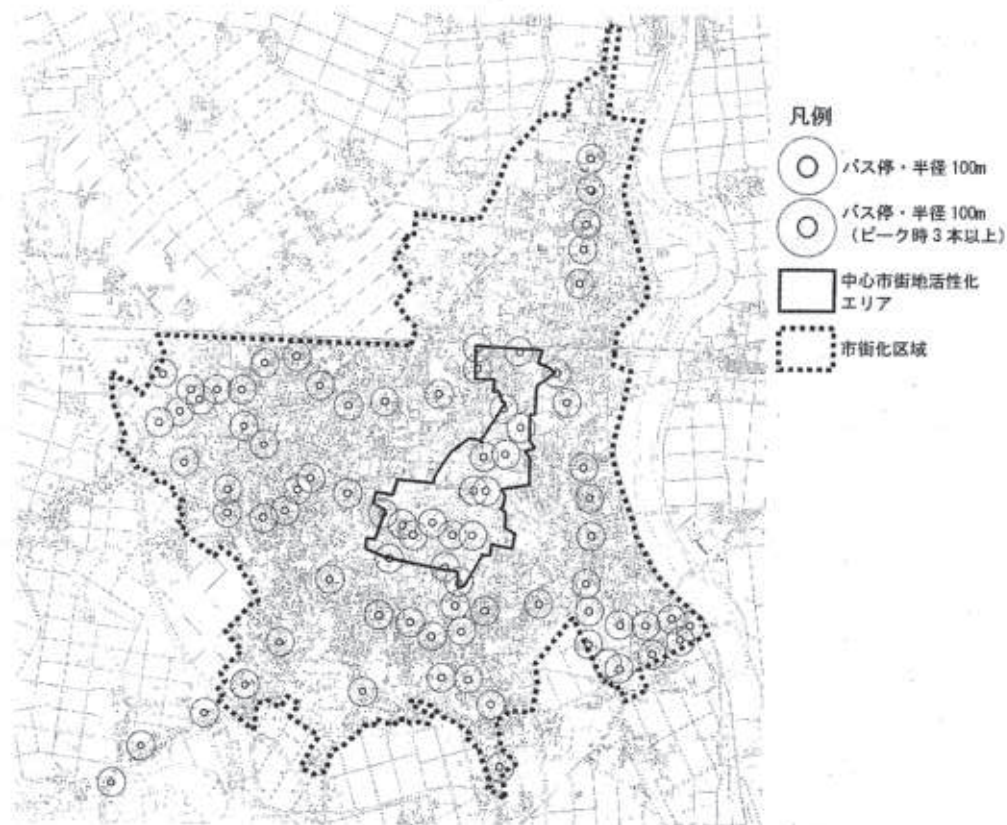 凡例
バス停・半径 100m
バス停・半径 100m
(ピーク時 3 本以上)
中心市街地活性化
エリア
市街化区域